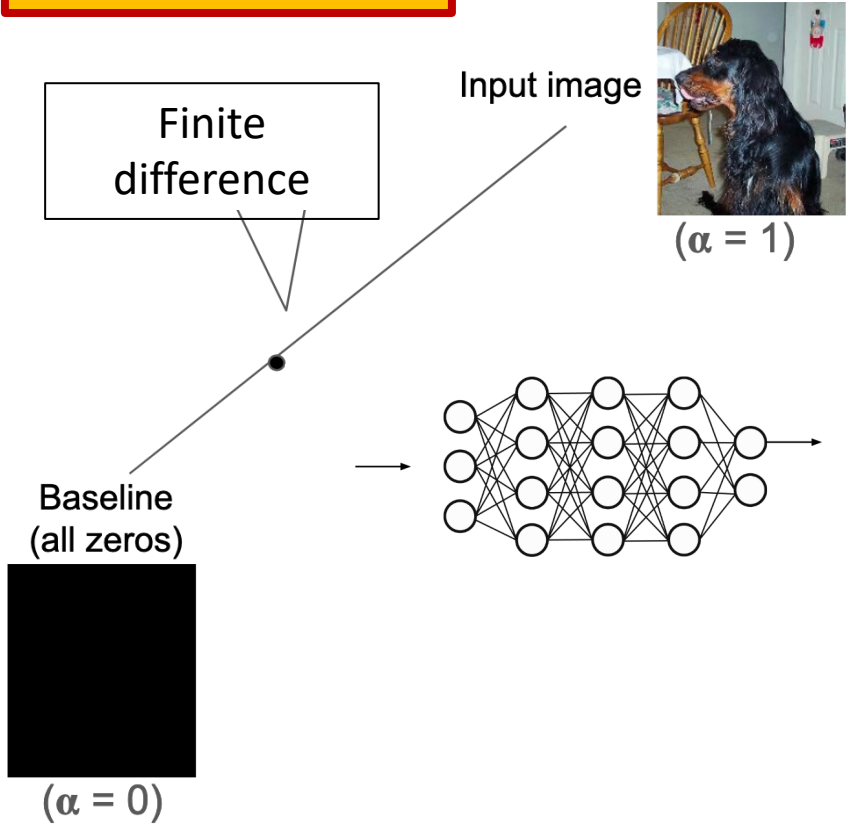 Input image
Finite
difference
(α = 1)
Baseline
(all zeros)
(α = 0)